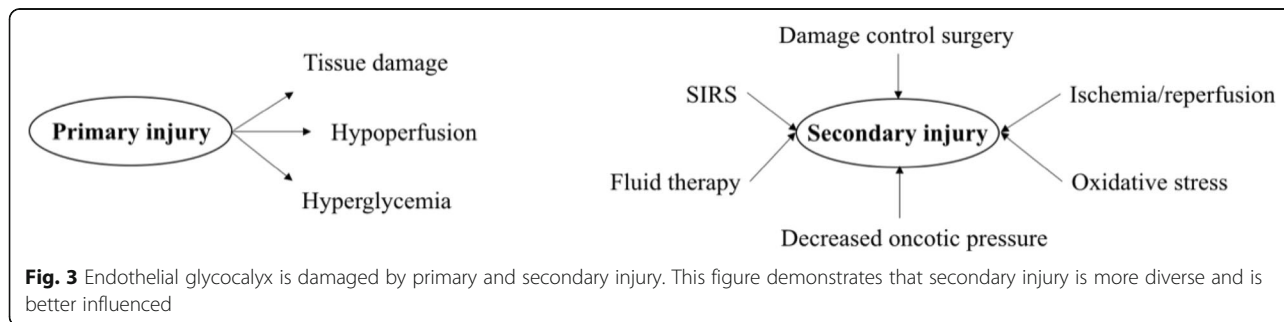 Tissue damage
Primary injury
Hypoperfusion
Hyperglycemia
Damage control surgery
SIRS
Ischemia/reperfusion
Secondary injury
Fluid therapy
Oxidative stress
Decreased oncotic pressure
Fig. 3 Endothelial glycocalyx is damaged by primary and secondary injury. This figure demonstrates that secondary injury is more diverse and is
better influenced